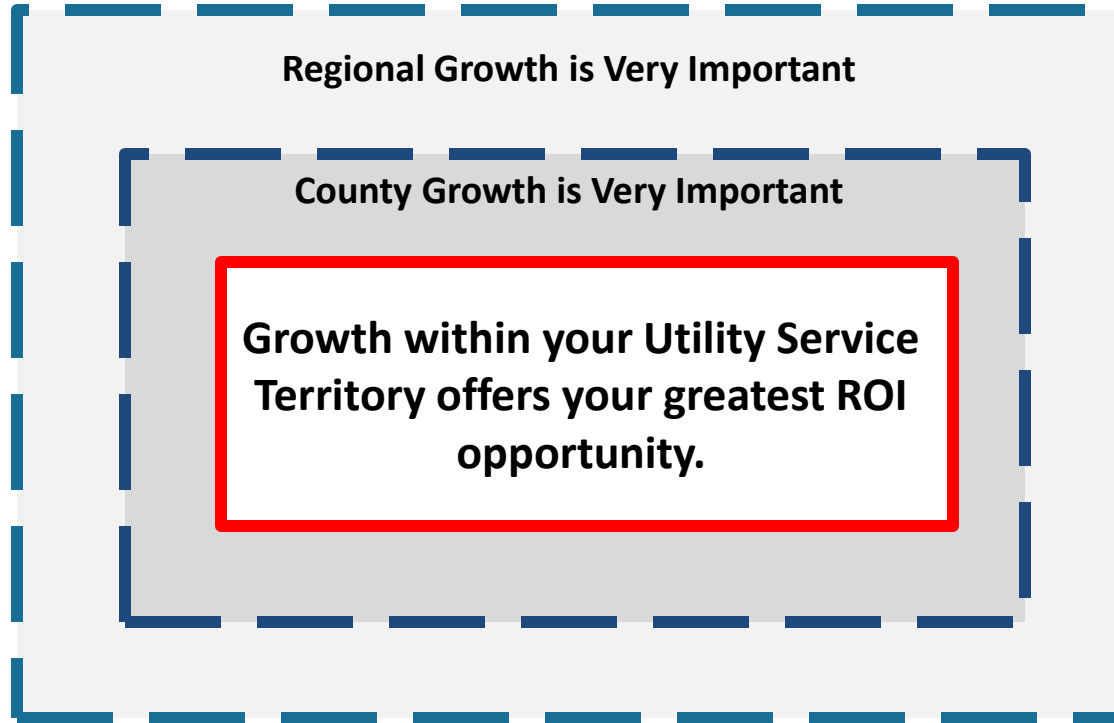 Regional Growth is Very Important
County Growth is Very Important
Growth within your Utility Service
Territory offers your greatest ROI
opportunity.